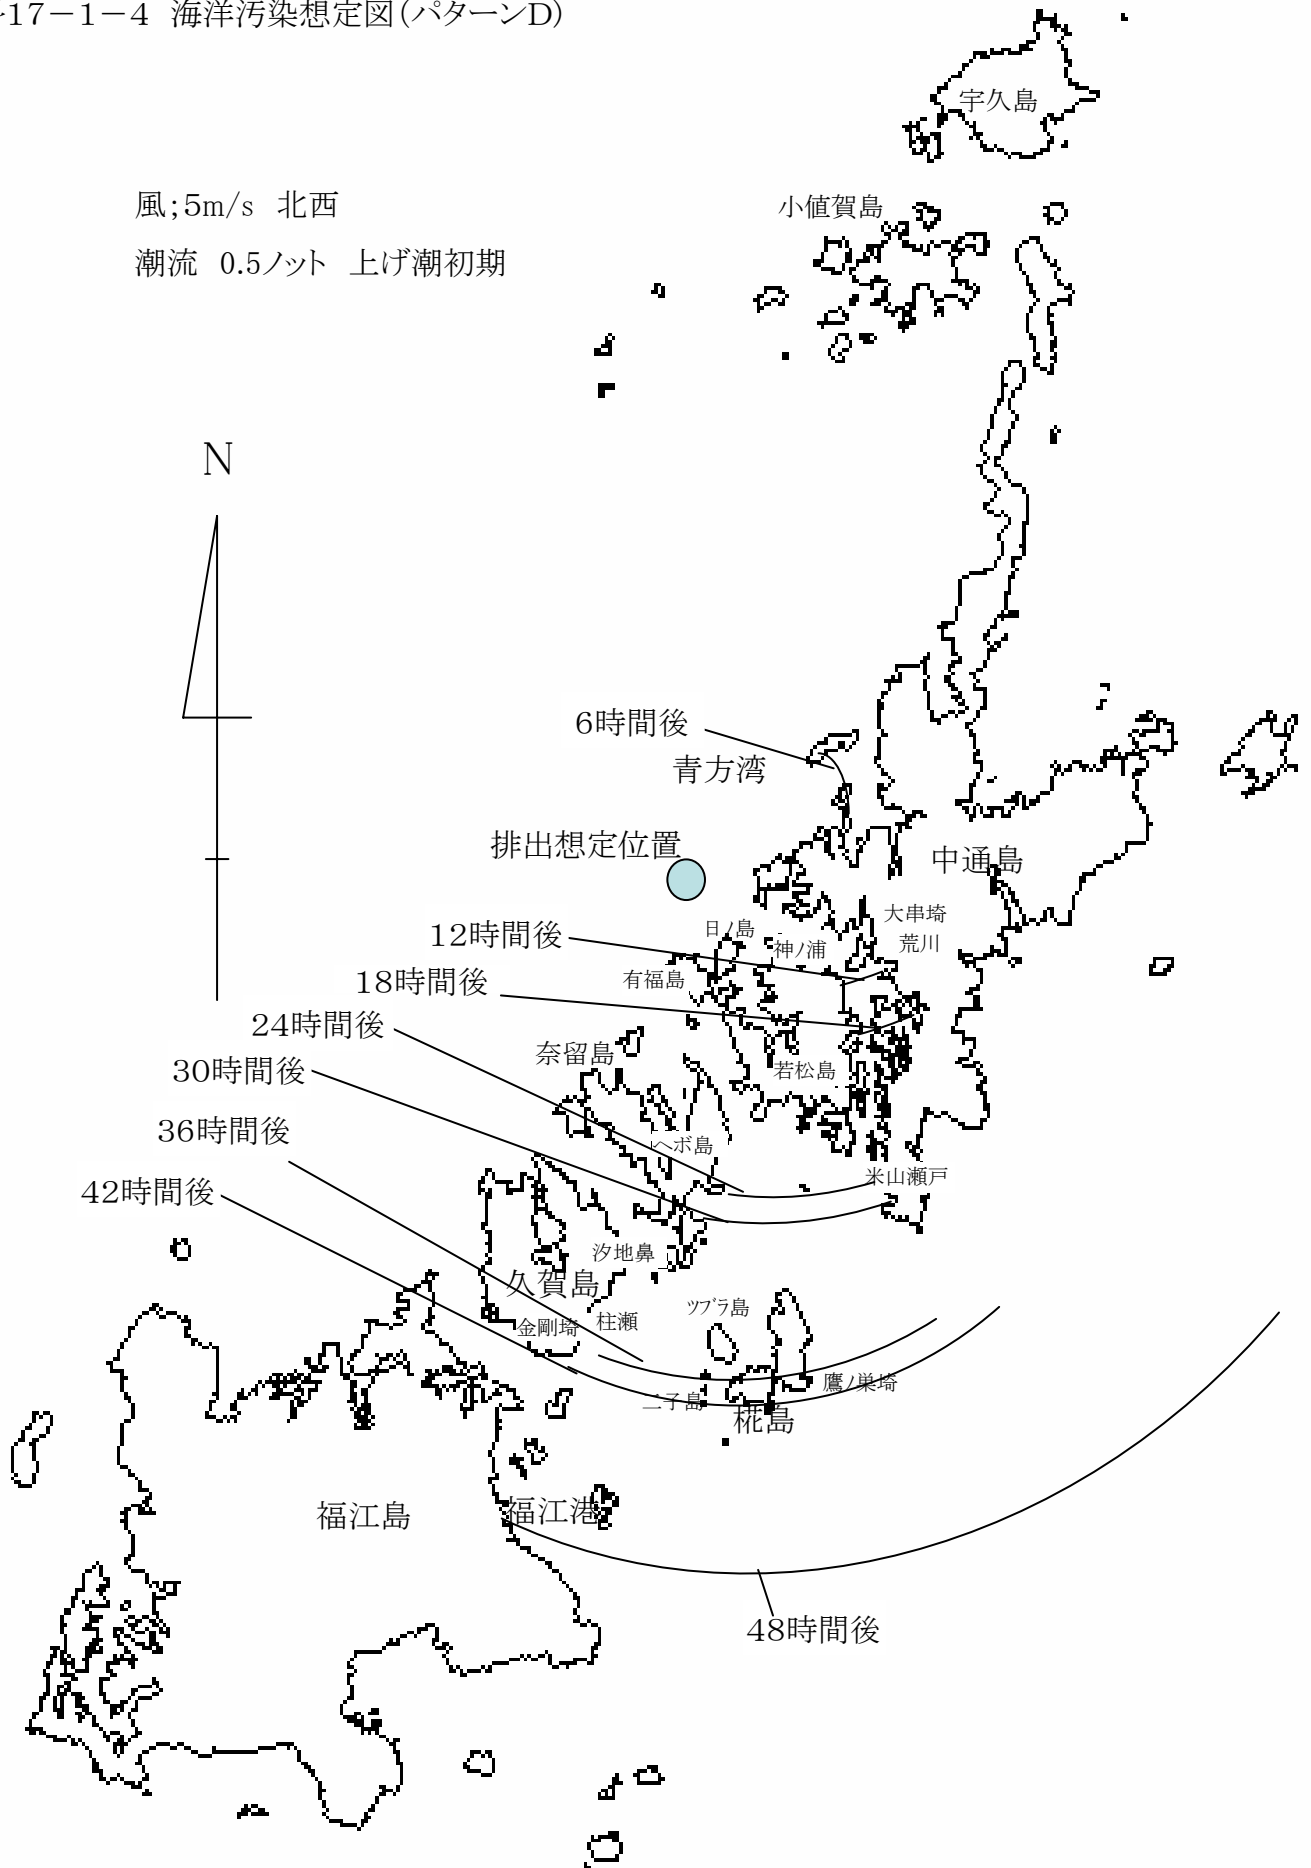 -17-1-4 海洋汚染想定図(パターンD)
宇久島
風;5m/s 北西
小値賀島
潮流 0.5ノット 上げ潮初期
N
6時間後
青方湾
排出想定位置
中通島
大串埼
日ノ島
12時間後
神ノ浦
荒川
有福島
18時間後
24時間後
奈留島
30時間後
若松島
36時間後
ヘボ島
米山瀬戸
42時間後
汐地鼻
久賀島
ツブラ島
金剛埼
柱瀬
鷹ノ巣埼
二子島
椛島
福江島
福江港
48時間後